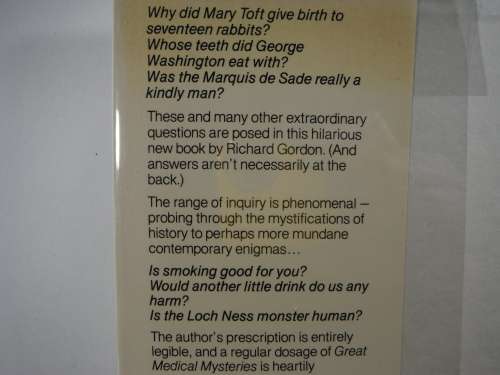 Why did Mary Toft give birth to
seventeen rabbits?
Whose teeth did George
Washington eat with?
Was the Marquis de Sade really a
kindly man?
These and many other extraordinary
questions are posed in this hilarious
new book by Richard Gordon. (And
answers aren't necessarily at the
back.)
The range of inquiry is phenomenal –
probing through the mystifications of
history to perhaps more mundane
contemporary enigmas...
Is smoking good for you?
Would another little drink do us any
harm?
Is the Loch Ness monster human?
The author's prescription is entirely
legible, and a regular dosage of Great
Medical Mysteries is heartily